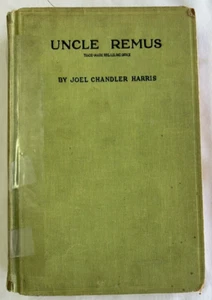 UNCLE REMUS
BY JOEL CHANDLER HARRIS